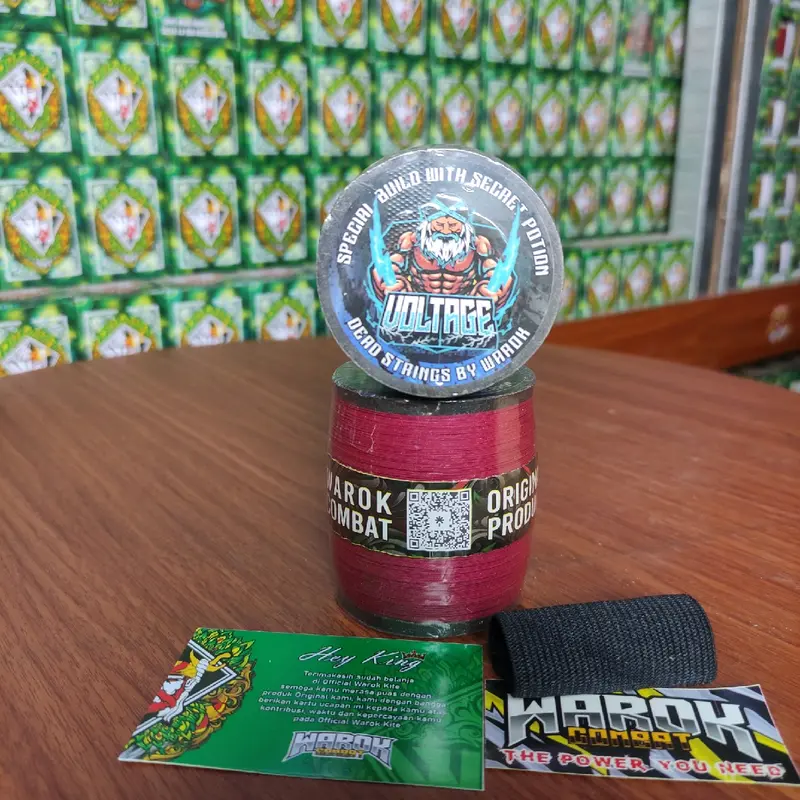 SPECIAL BUILD WITH SECRET POTION
VOLTAGE
DEAD STRINGS BY WAROK
WAROK
COMBAT
ORIGIN
PRODU
Hey King
Terimakasih sudah belanja
di Official Warok Kite
semoga kamu merasa puas dengan
produk Original kami, kami dengan bangga
berikan kartu ucapan ini kepada kamu atas
kontribusi, waktu dan kepercayaan kamu
pada Official Warok Kite
WAROK
COMBAT
WAROK
COMBAT
THE POWER YOU NEED